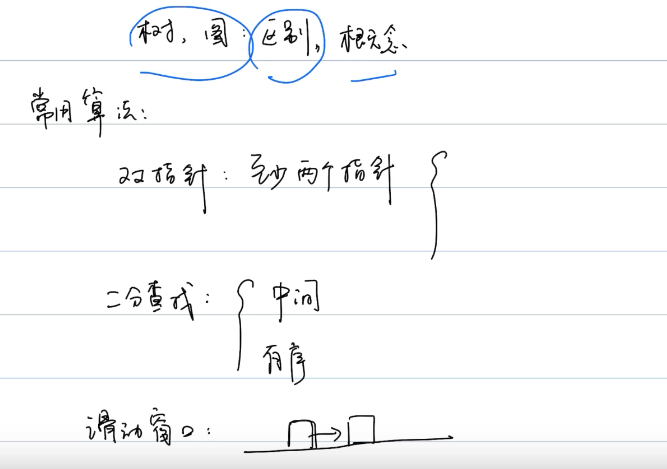 树，图：区别，概念、
常用算法：
双指针：至少两个指针
二分查找：中间
有序
滑动窗口：